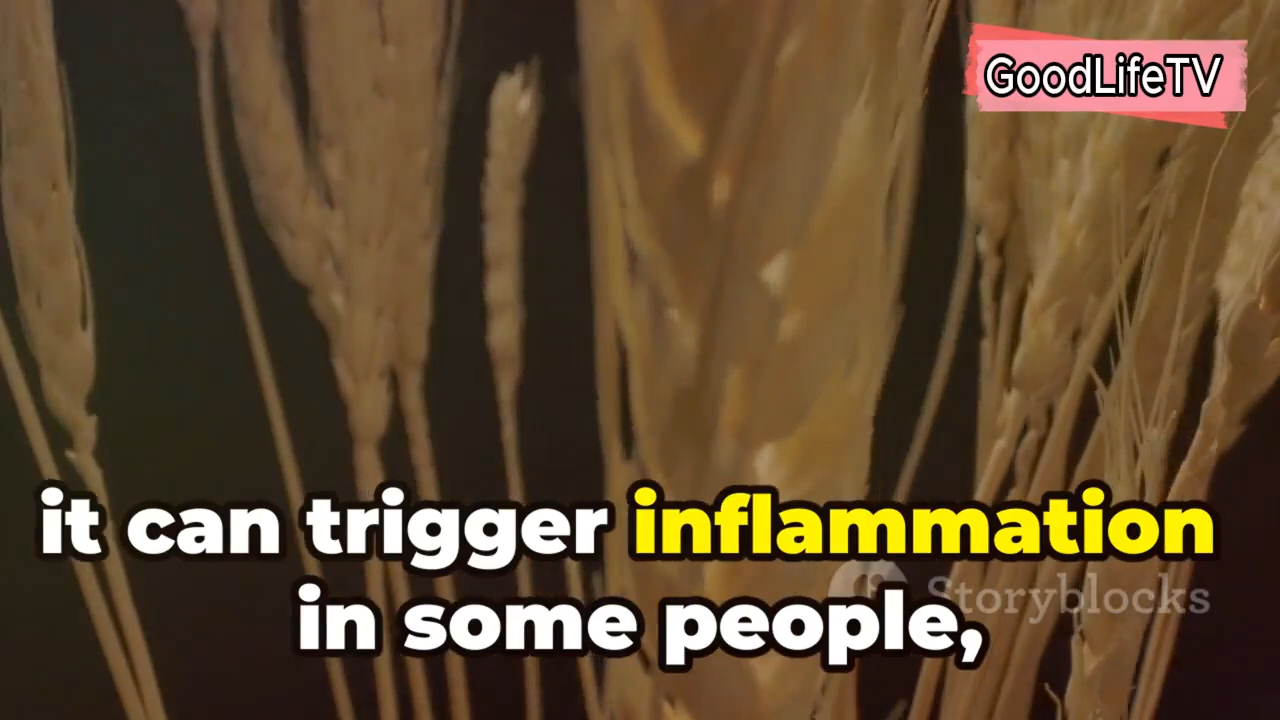 GoodLifeTV
it can trigger inflammation
Storyblocks
in some people,